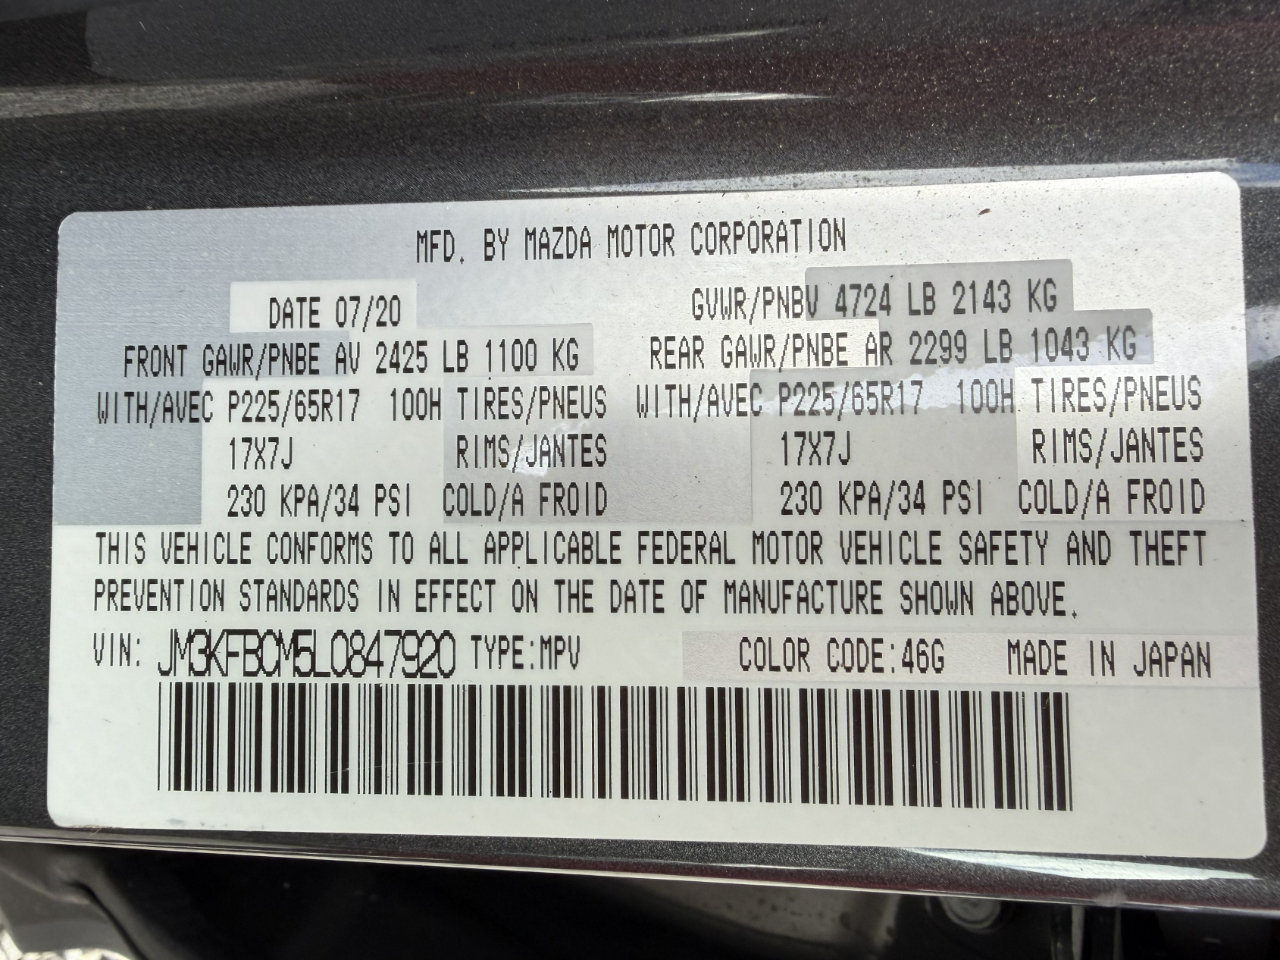 MFD. BY MAZDA MOTOR CORPORATION
DATE 07/20 GVWR/PNBV 4724 LB 2143 KG
FRONT GAWR/PNBE AV 2425 LB 1100 KG REAR GAWR/PNBE AR 2299 LB 1043 KG
WITH/AVEC P225/65R17 100H TIRES/PNEUS WITH/AVEC P225/65R17 100H TIRES/PNEUS
17X7J RIMS/JANTES 17X7J RIMS/JANTES
230 KPA/34 PSI COLD/A FROID 230 KPA/34 PSI COLD/A FROID
THIS VEHICLE CONFORMS TO ALL APPLICABLE FEDERAL MOTOR VEHICLE SAFETY AND THEFT
PREVENTION STANDARDS IN EFFECT ON THE DATE OF MANUFACTURE SHOWN ABOVE.
VIN: JM3KFBCM5L0847920 TYPE:MPV COLOR CODE:46G MADE IN JAPAN